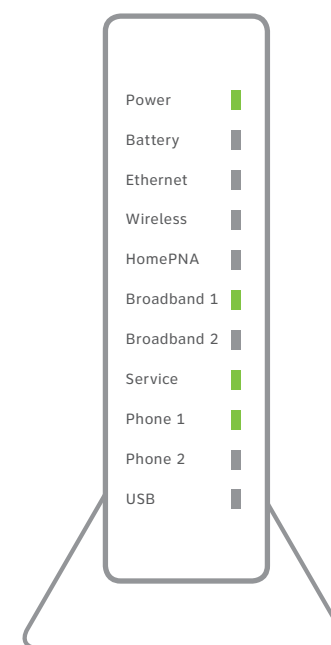 Power
Battery
Ethernet
Wireless
HomePNA
Broadband 1
Broadband 2
Service
Phone 1
Phone 2
USB